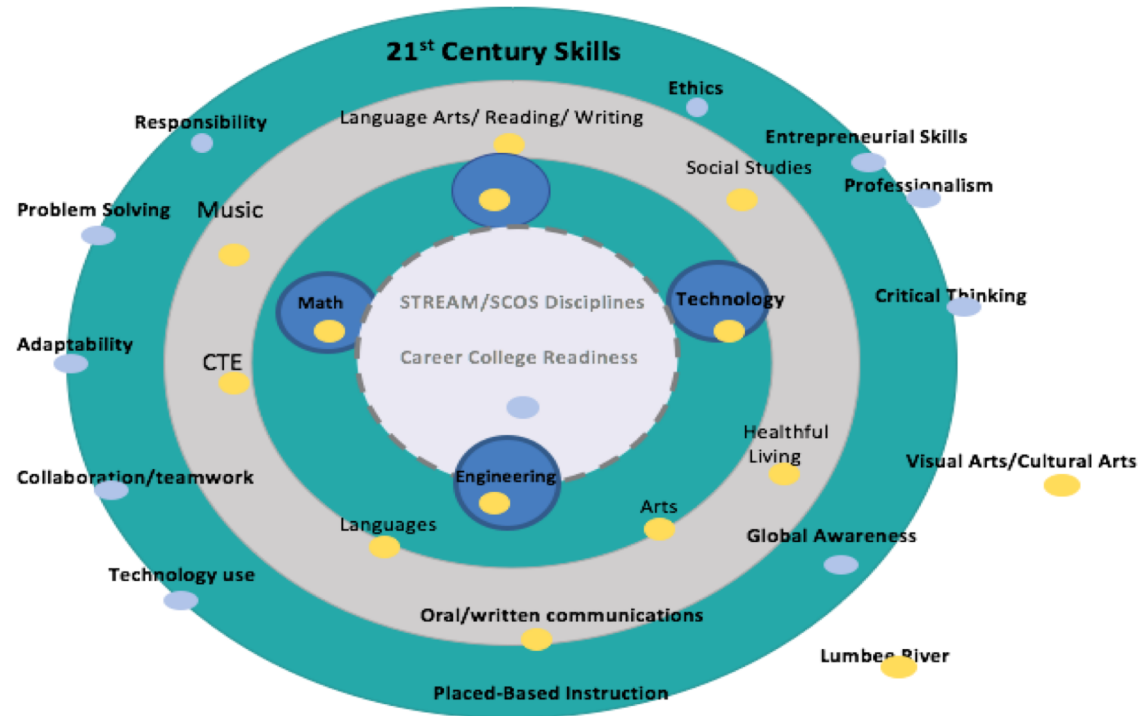 21st Century Skills
Ethics
Language Arts/ Reading/ Writing
Responsibility
Entrepreneurial Skills
Social Studies
Professionalism
Problem Solving
Music
Math
STREAM/SCOS Disciplines
Technology
Critical Thinking
Adaptability
CTE
Career College Readiness
Healthful
Living
Visual Arts/Cultural Arts
Collaboration/teamwork
Engineering
Arts
Languages
Global Awareness
Technology use
Oral/written communications
Lumbee River
Placed-Based Instruction